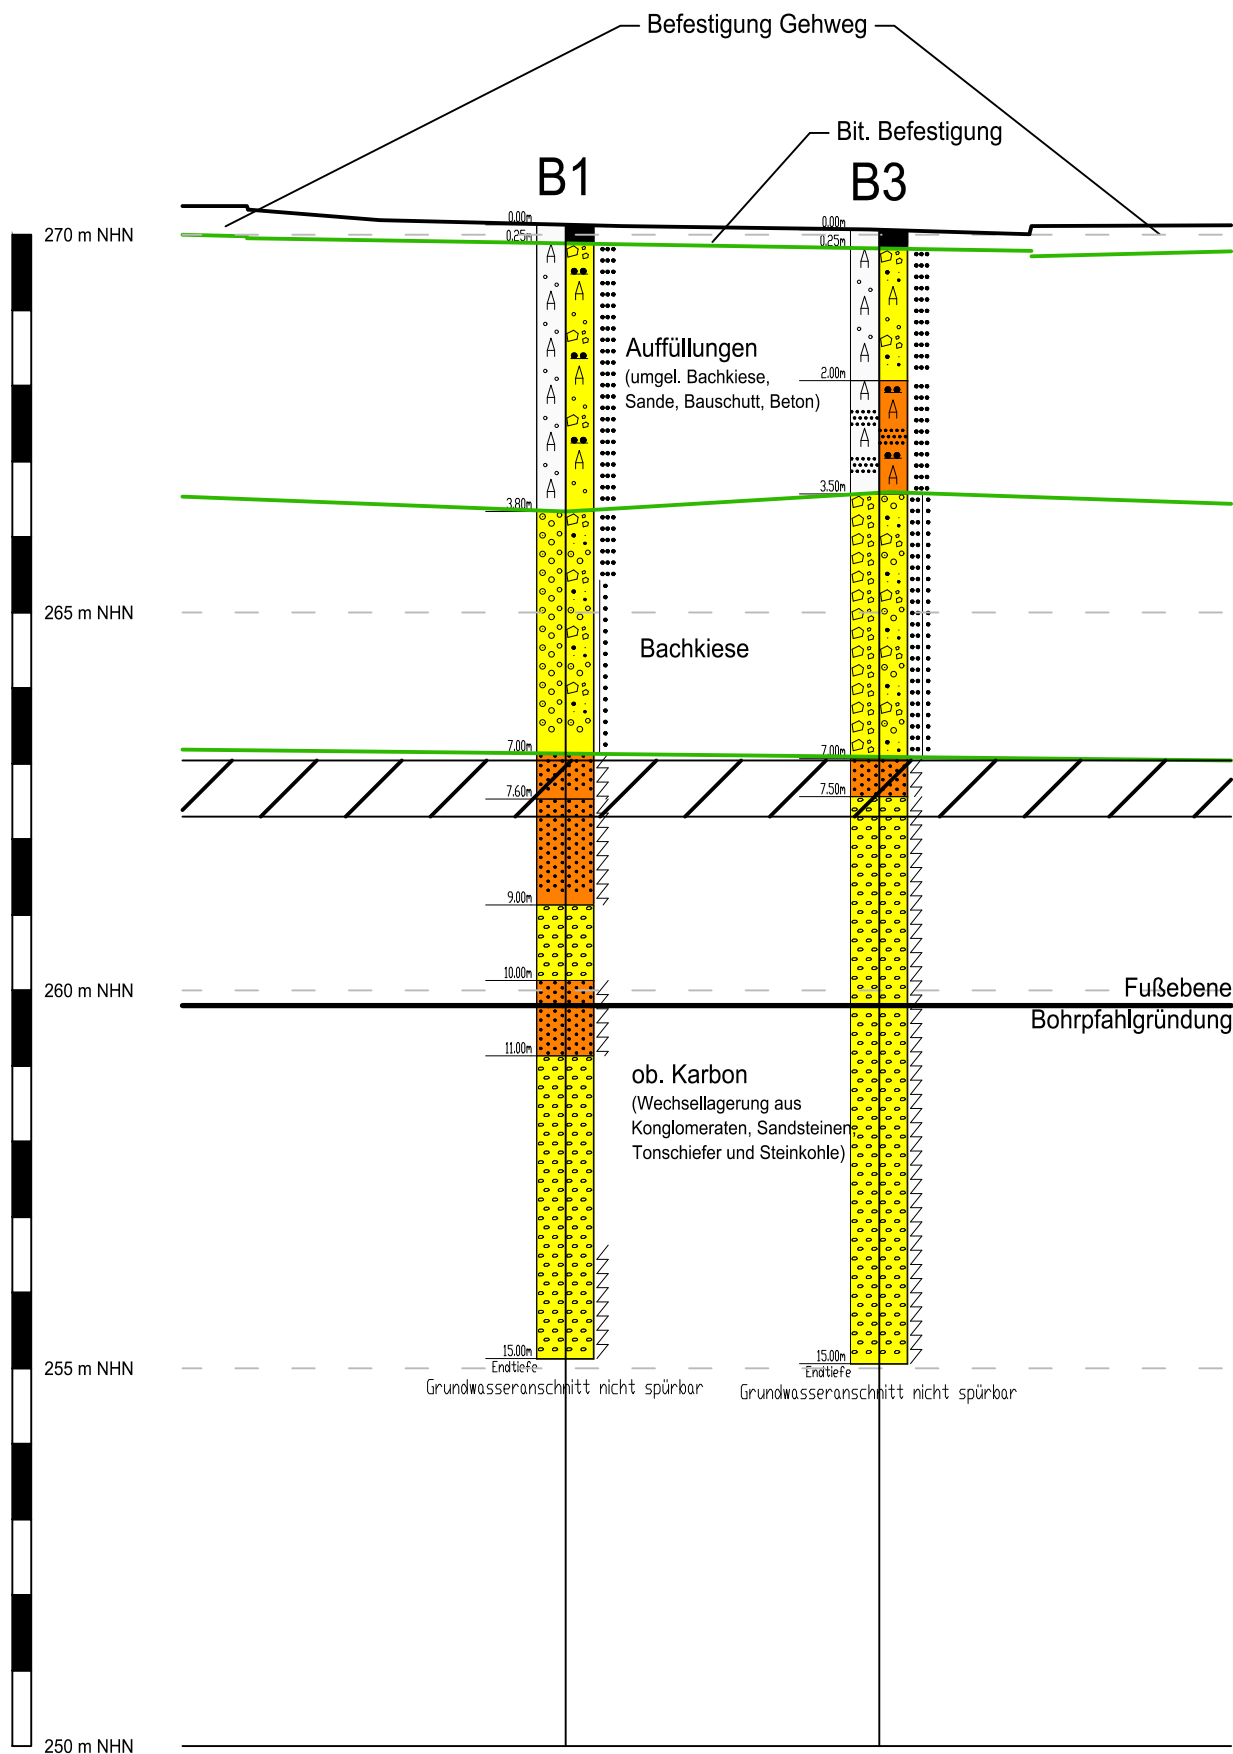 Befestigung Gehweg
Bit. Befestigung
B1
B3
0.00m
0.25m
0.00m
0.25m
270 m NHN
Auffüllungen
(umgel. Bachkiese,
Sande, Bauschutt, Beton)
2.00m
3.50m
3.80m
265 m NHN
Bachkiese
7.00m
7.00m
7.60m
7.50m
9.00m
10.00m
260 m NHN
Fußebene
Bohrpfahlgründung
11.00m
ob. Karbon
(Wechsellagerung aus
Konglomeraten, Sandsteinen,
Tonschiefer und Steinkohle)
15.00m
Endtiefe
Grundwasseranschnitt nicht spürbar
15.00m
Endtiefe
Grundwasseranschnitt nicht spürbar
255 m NHN
250 m NHN